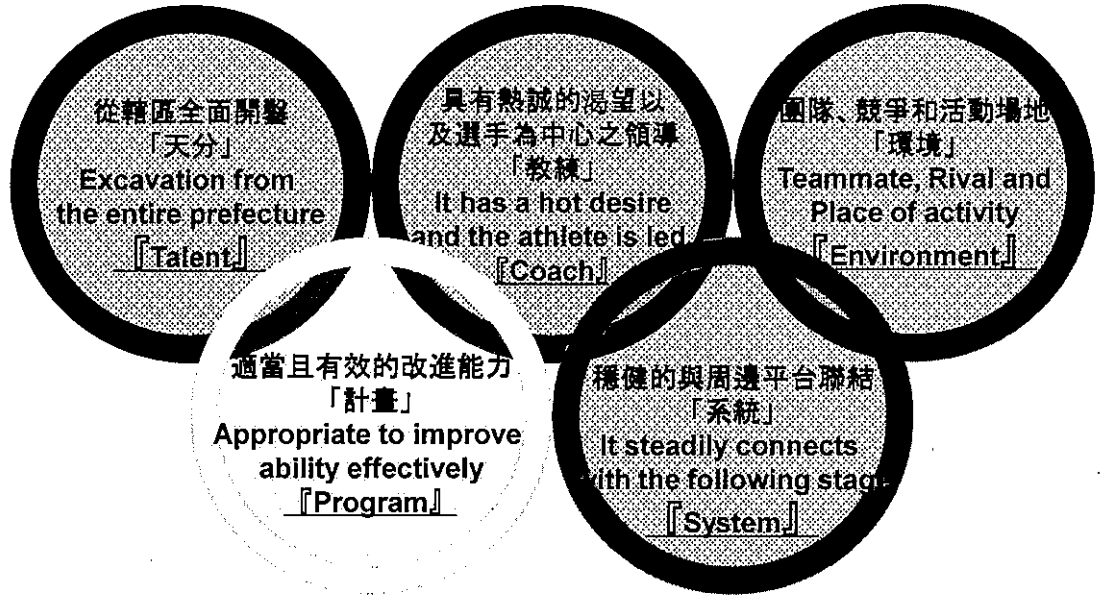 從轄區全面開鑿
「天分」
Excavation from
the entire prefecture
『Talent』
具有熱誠的渴望以
及選手為中心之領導
「教練」
It has a hot desire
and the athlete is led.
『Coach』
團隊、競爭和活動場地
「環境」
Teammate, Rival and
Place of activity
『Environment』
適當且有效的改進能力
「計畫」
Appropriate to improve
ability effectively
『Program』
穩健的與周邊平台聯結
「系統」
It steadily connects
with the following stage
『System』